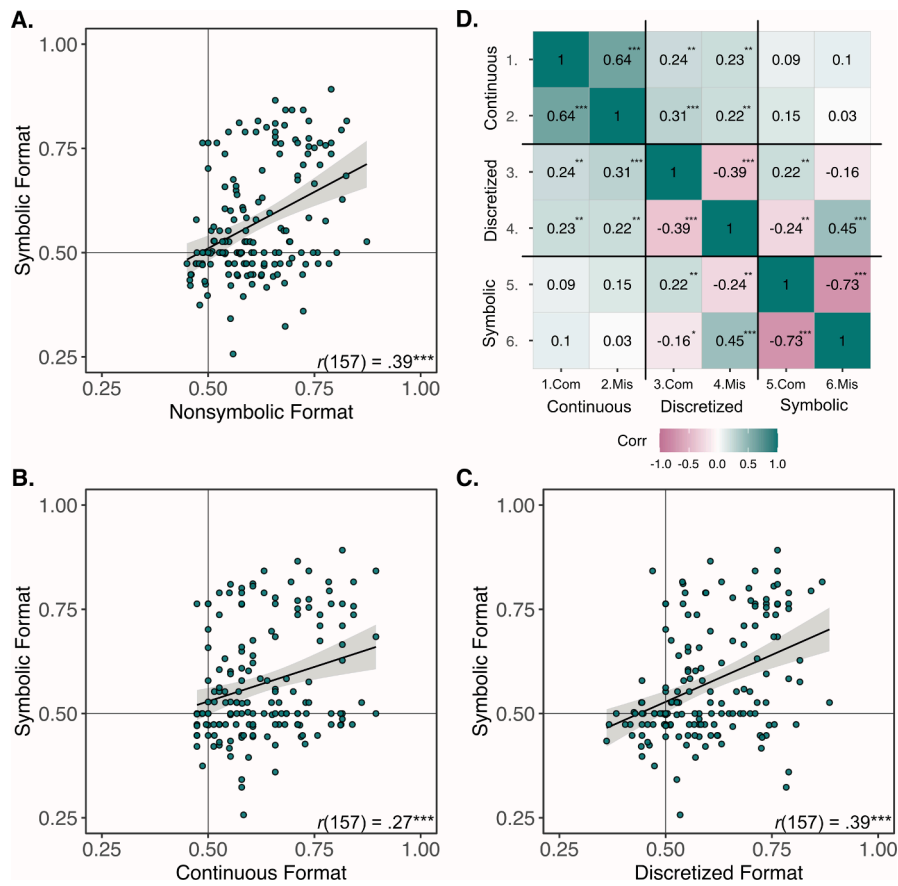 A.
1.00
0.75
0.50
0.25
Symbolic Format
r(157) = .39***
0.25 0.50 0.75 1.00
Nonsymbolic Format
D.
Continuous
Discretized
Symbolic
1. 1 0.64*** 0.24** 0.23** 0.09 0.1
2. 0.64*** 1 0.31*** 0.22** 0.15 0.03
3. 0.24** 0.31*** 1 -0.39*** 0.22** -0.16
4. 0.23** 0.22** -0.39*** 1 -0.24** 0.45***
5. 0.09 0.15 0.22** -0.24** 1 -0.73***
6. 0.1 0.03 -0.16* 0.45*** -0.73*** 1
1.Com 2.Mis 3.Com 4.Mis 5.Com 6.Mis
Continuous Discretized Symbolic
Corr
-1.0 -0.5 0.0 0.5 1.0
B.
1.00
0.75
0.50
0.25
Symbolic Format
r(157) = .27***
0.25 0.50 0.75 1.00
Continuous Format
C.
1.00
0.75
0.50
0.25
Symbolic Format
r(157) = .39***
0.25 0.50 0.75 1.00
Discretized Format